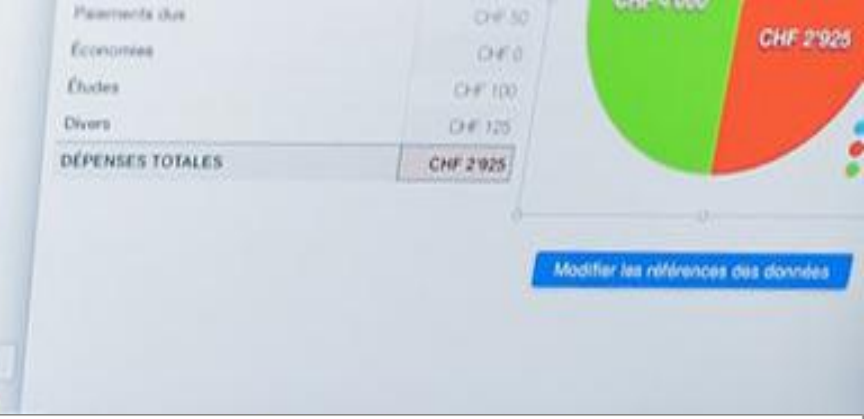 Paiements dus CHF 50
Économies CHF 0
Études CHF 100
Divers CHF 125
DÉPENSES TOTALES CHF 2'925
CHF 2'925
Modifier les références des données